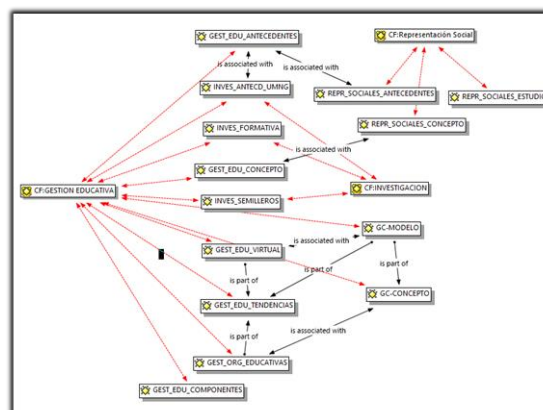 GEST_EDU_ANTECEDENTES
CF:Representación Social
is associated with
is associated with
INVES_ANTECD_UMNG
REPR_SOCIALES_ANTECEDENTES
REPR_SOCIALES_ESTUDIO
INVES_FORMATIVA
REPR_SOCIALES_CONCEPTO
is associated with
GEST_EDU_CONCEPTO
CF:GESTION EDUCATIVA
CF:INVESTIGACION
INVES_SEMILLEROS
GC-MODELO
is associated with
GEST_EDU_VIRTUAL
is part of
is part of
is part of
GC-CONCEPTO
GEST_EDU_TENDENCIAS
is associated with
is part of
GEST_ORG_EDUCATIVAS
GEST_EDU_COMPONENTES